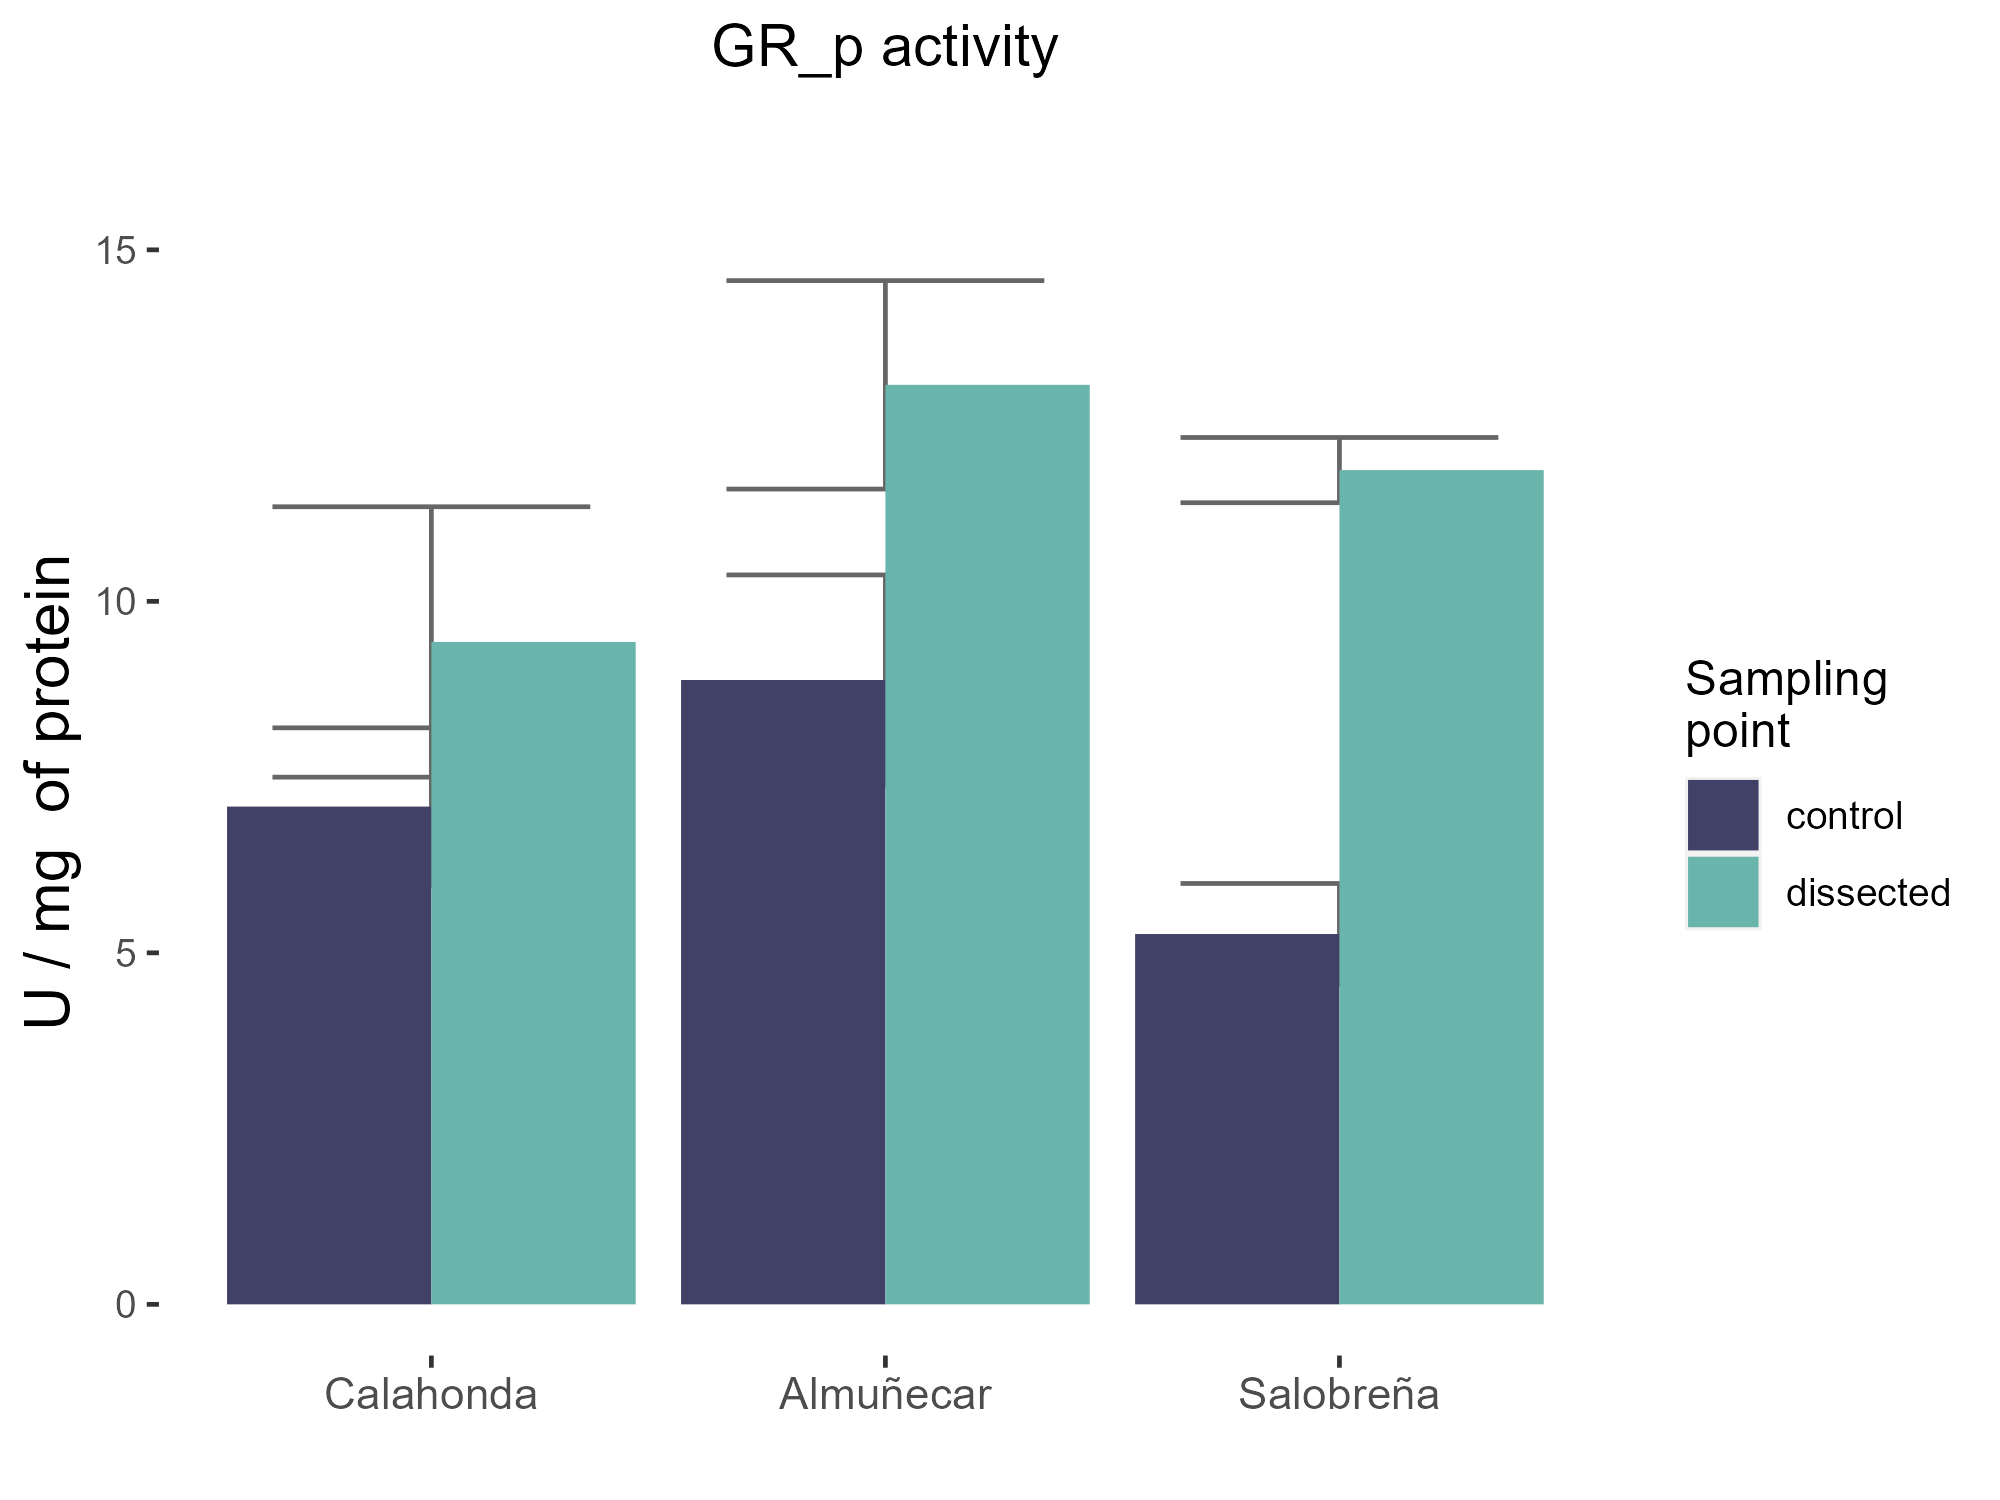 GR_p activity
U / mg  of protein
15
10
5
0
Calahonda
Almuñecar
Salobreña
Sampling
point
control
dissected